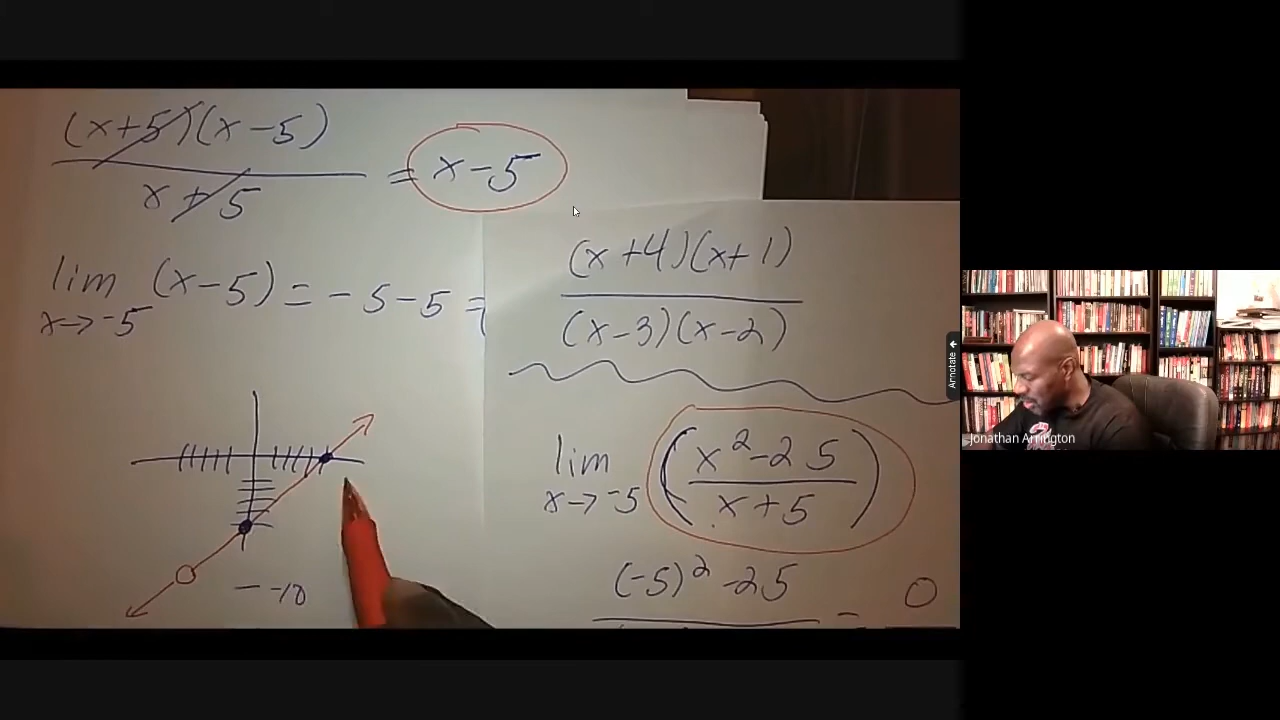 (x+5)(x-5)
x+5
= x-5
lim (x-5) = -5-5 =
x→-5
-10
(x+4)(x+1)
(x-3)(x-2)
lim (x²-25)
x→-5 x+5
(-5)²-25
= 0
Annotate
Jonathan Arrington